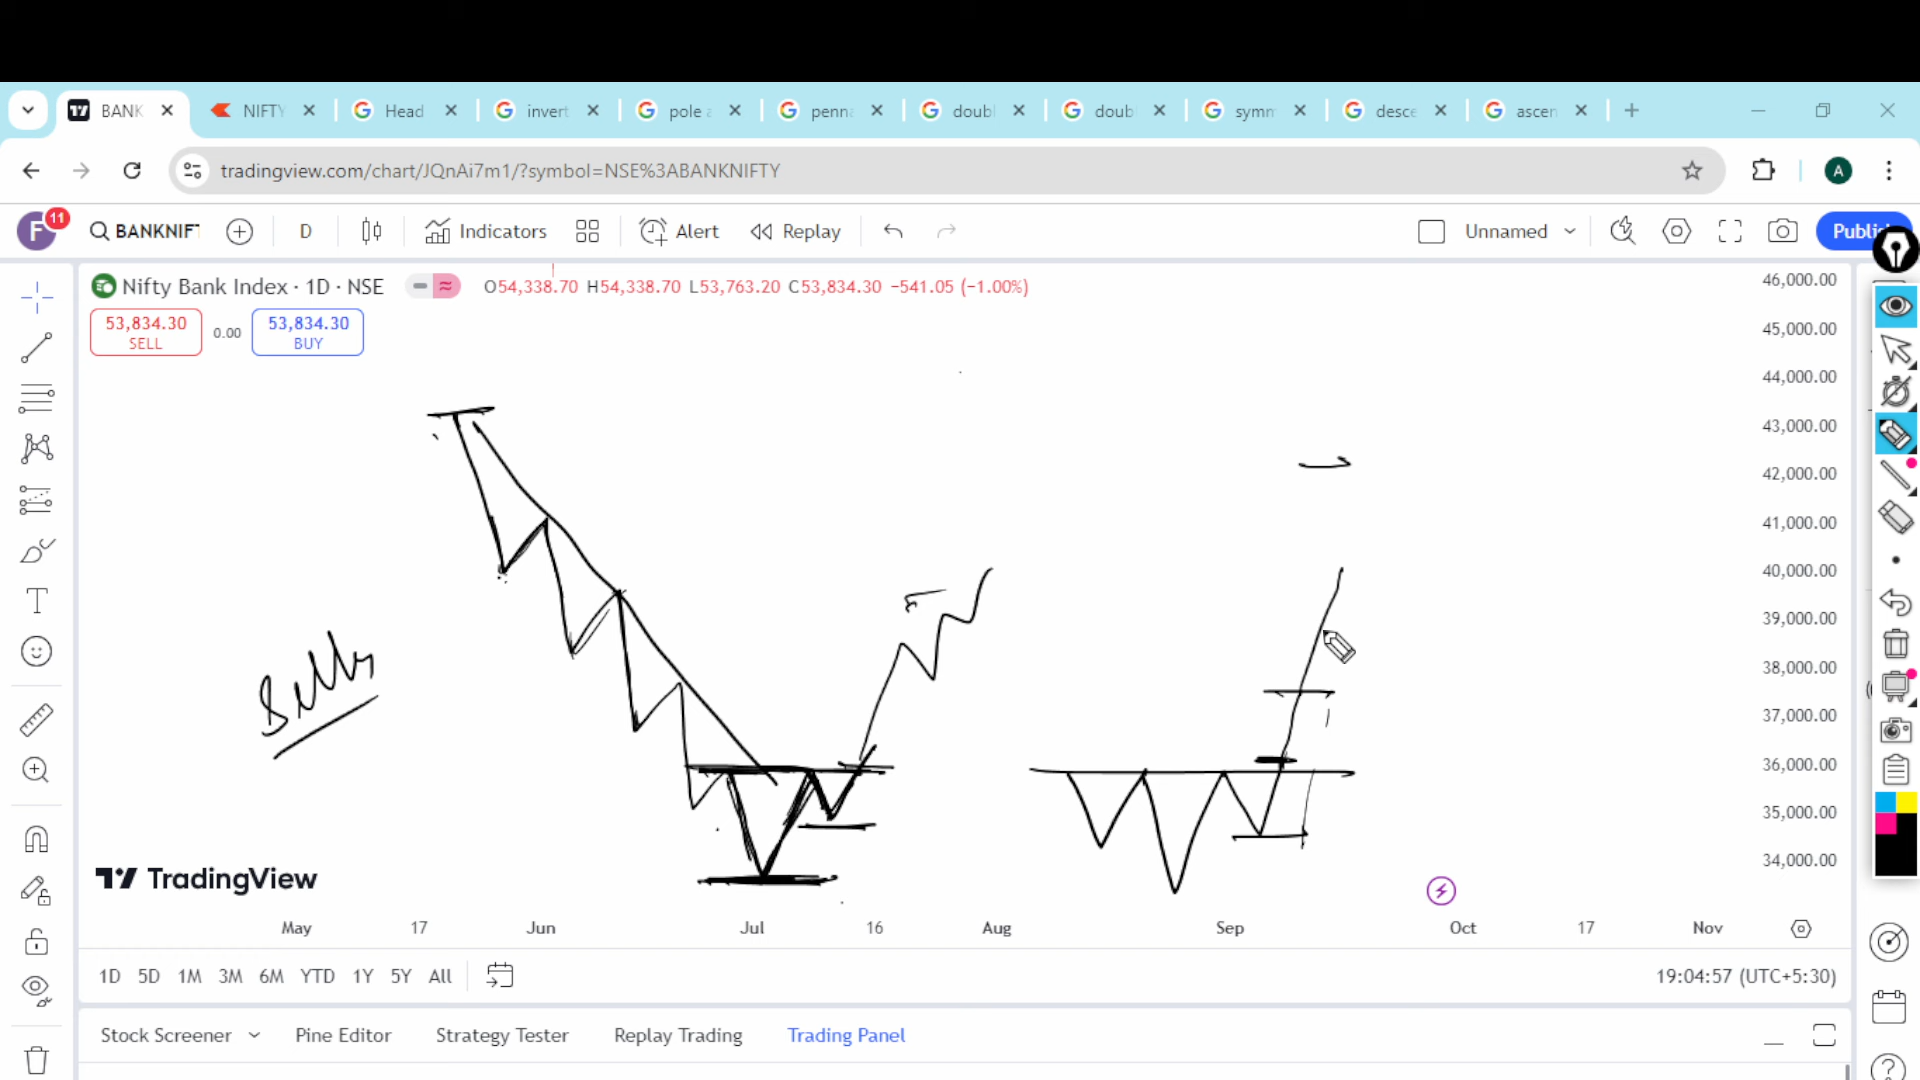 BANK
NIFTY
Head
invert
pole a
penna
doubl
doub
symm
desce
ascen
tradingview.com/chart/JQnAi7m1/?symbol=NSE%3ABANKNIFTY
A
F
11
BANKNIFT
D
Indicators
Alert
Replay
Unnamed
Publis
Nifty Bank Index · 1D · NSE
O54,338.70 H54,338.70 L53,763.20 C53,834.30 −541.05 (−1.00%)
53,834.30
SELL
0.00
53,834.30
BUY
46,000.00
45,000.00
44,000.00
43,000.00
42,000.00
41,000.00
40,000.00
39,000.00
38,000.00
37,000.00
36,000.00
35,000.00
34,000.00
TradingView
May 17 Jun Jul 16 Aug Sep Oct 17 Nov
1D 5D 1M 3M 6M YTD 1Y 5Y All
19:04:57 (UTC+5:30)
Stock Screener Pine Editor Strategy Tester Replay Trading Trading Panel